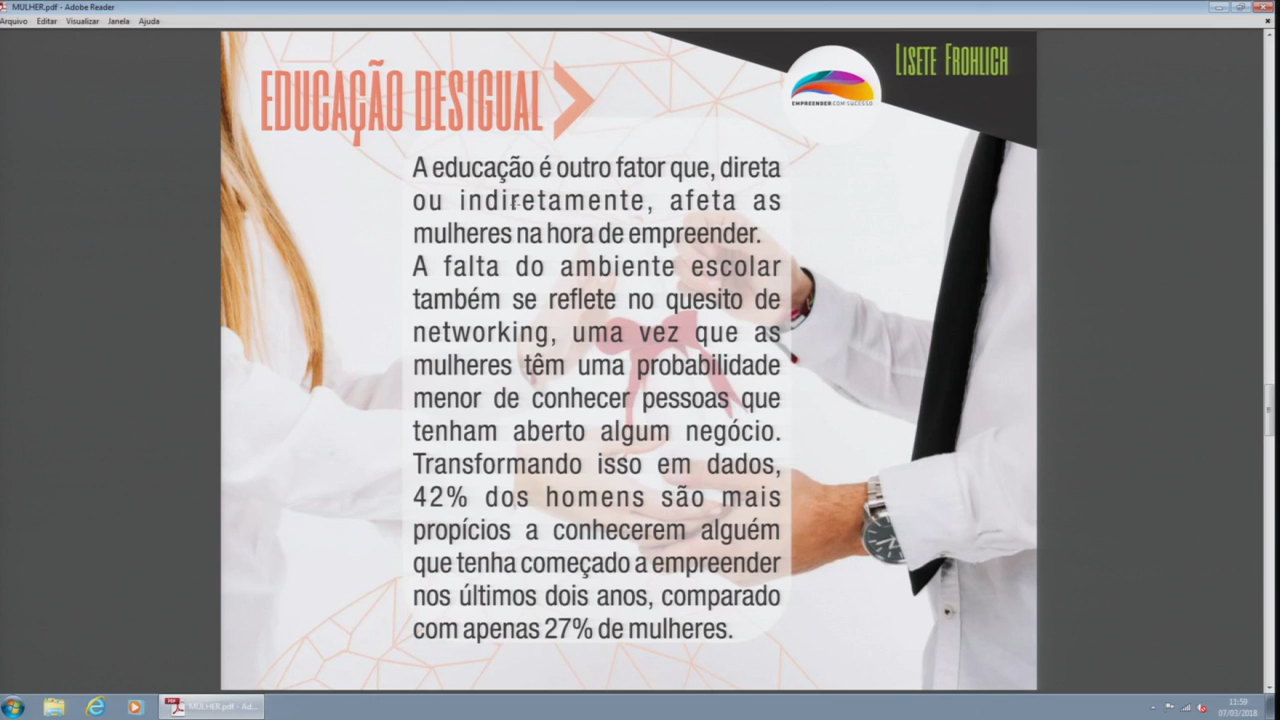 MULHER.pdf - Adobe Reader
Arquivo Editar Visualizar Janela Ajuda
LISETE FROHLICH
EDUCAÇÃO DESIGUAL
EMPREENDER COM SUCESSO
A educação é outro fator que, direta
ou indiretamente, afeta as
mulheres na hora de empreender.
A falta do ambiente escolar
também se reflete no quesito de
networking, uma vez que as
mulheres têm uma probabilidade
menor de conhecer pessoas que
tenham aberto algum negócio.
Transformando isso em dados,
42% dos homens são mais
propícios a conhecerem alguém
que tenha começado a empreender
nos últimos dois anos, comparado
com apenas 27% de mulheres.
MULHER.pdf - Ad...
11:59
07/03/2018